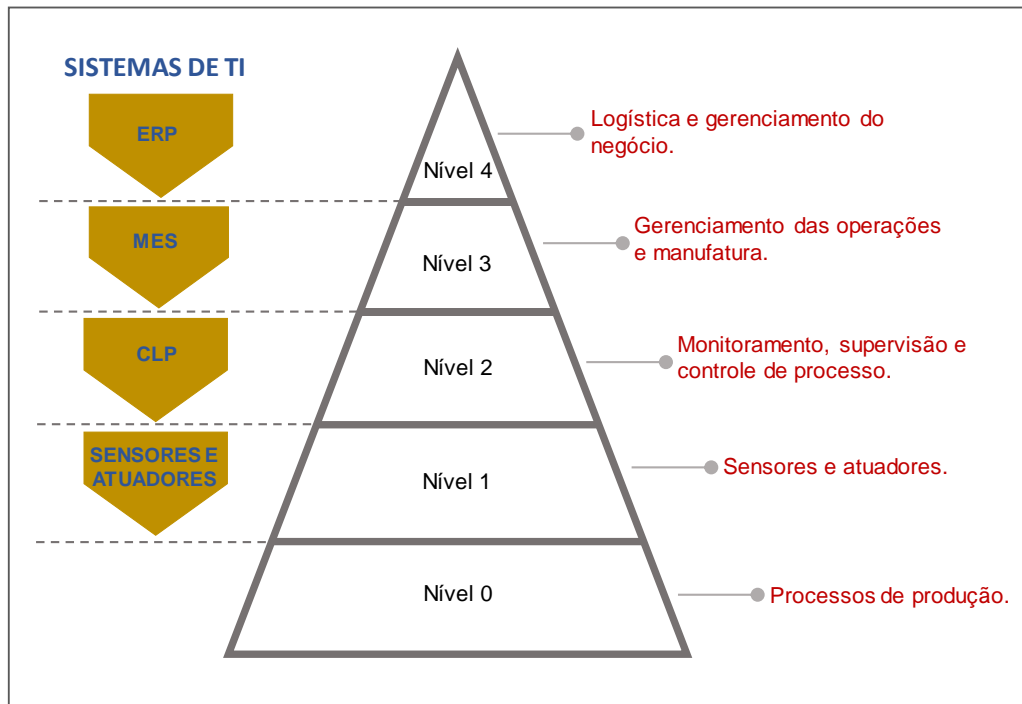 SISTEMAS DE TI
ERP
Logística e gerenciamento do
negócio.
Nível 4
MES
Gerenciamento das operações
e manufatura.
Nível 3
CLP
Monitoramento, supervisão e
controle de processo.
Nível 2
SENSORES E
ATUADORES
Sensores e atuadores.
Nível 1
Nível 0
Processos de produção.